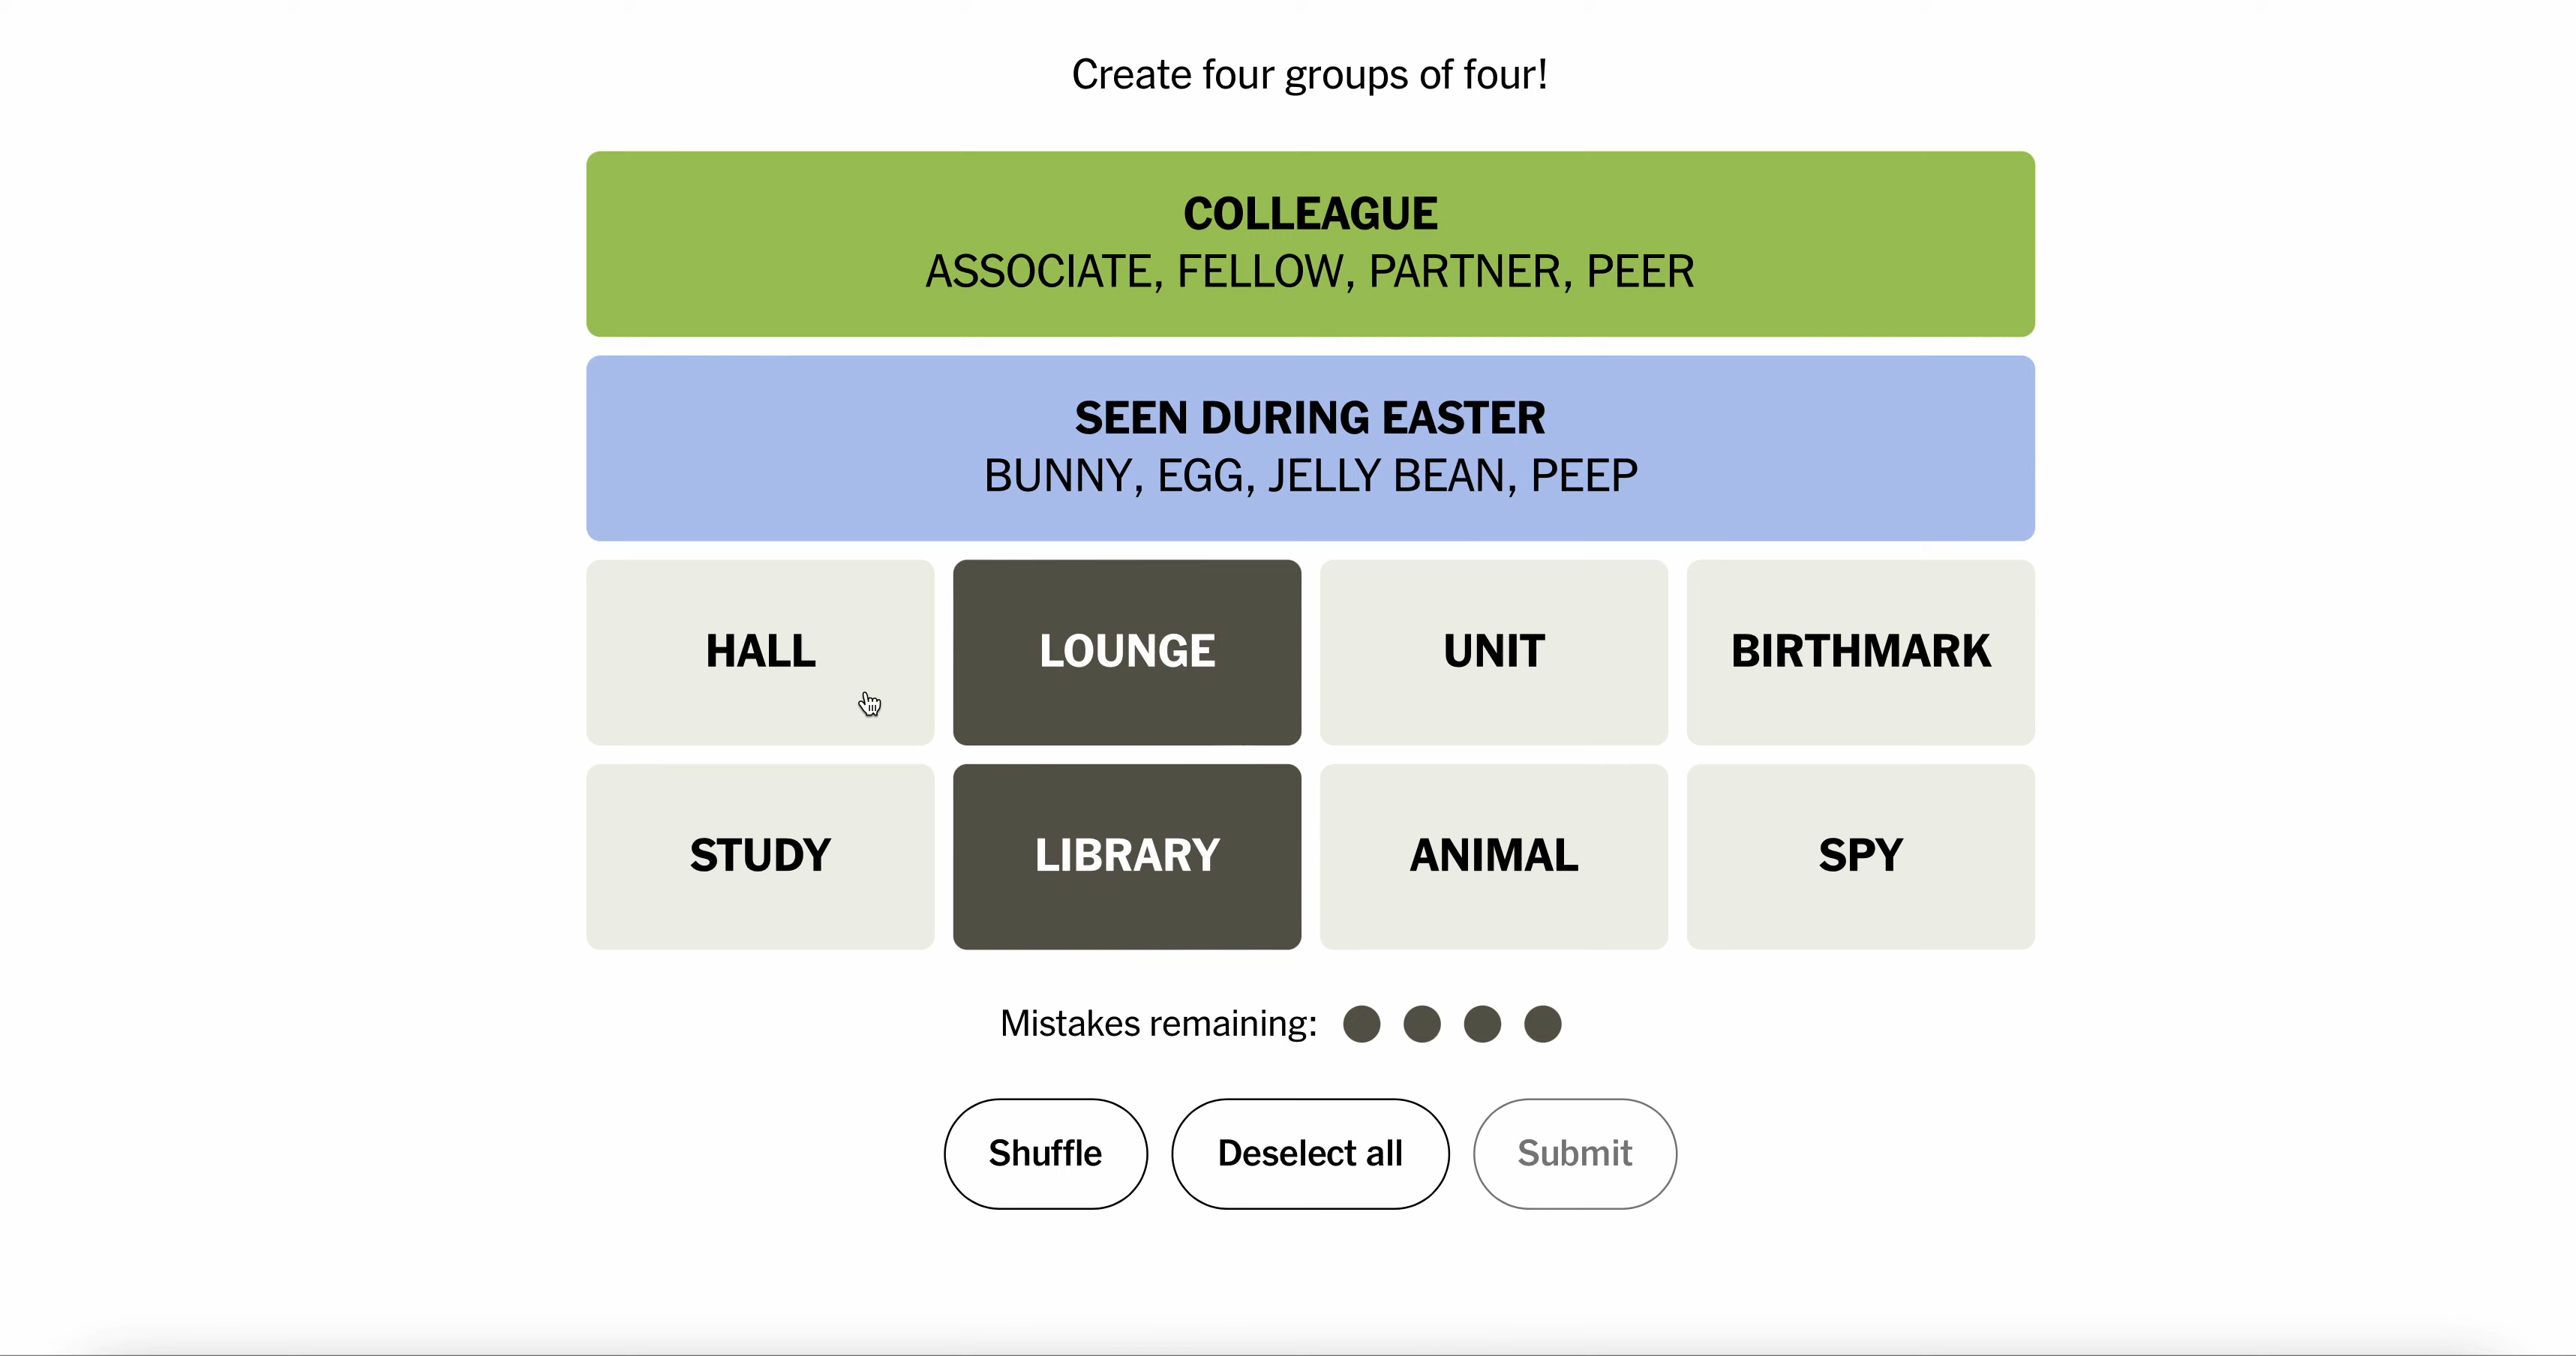 Create four groups of four!
COLLEAGUE
ASSOCIATE, FELLOW, PARTNER, PEER
SEEN DURING EASTER
BUNNY, EGG, JELLY BEAN, PEEP
HALL LOUNGE UNIT BIRTHMARK
STUDY LIBRARY ANIMAL SPY
Mistakes remaining:
Shuffle Deselect all Submit